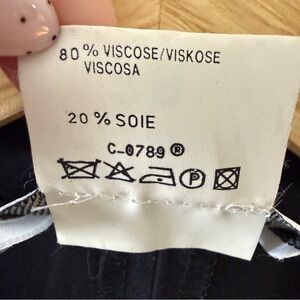 80 % VISCOSE/VISKOSE
VISCOSA
20 % SOIE
C-0789 ®
P